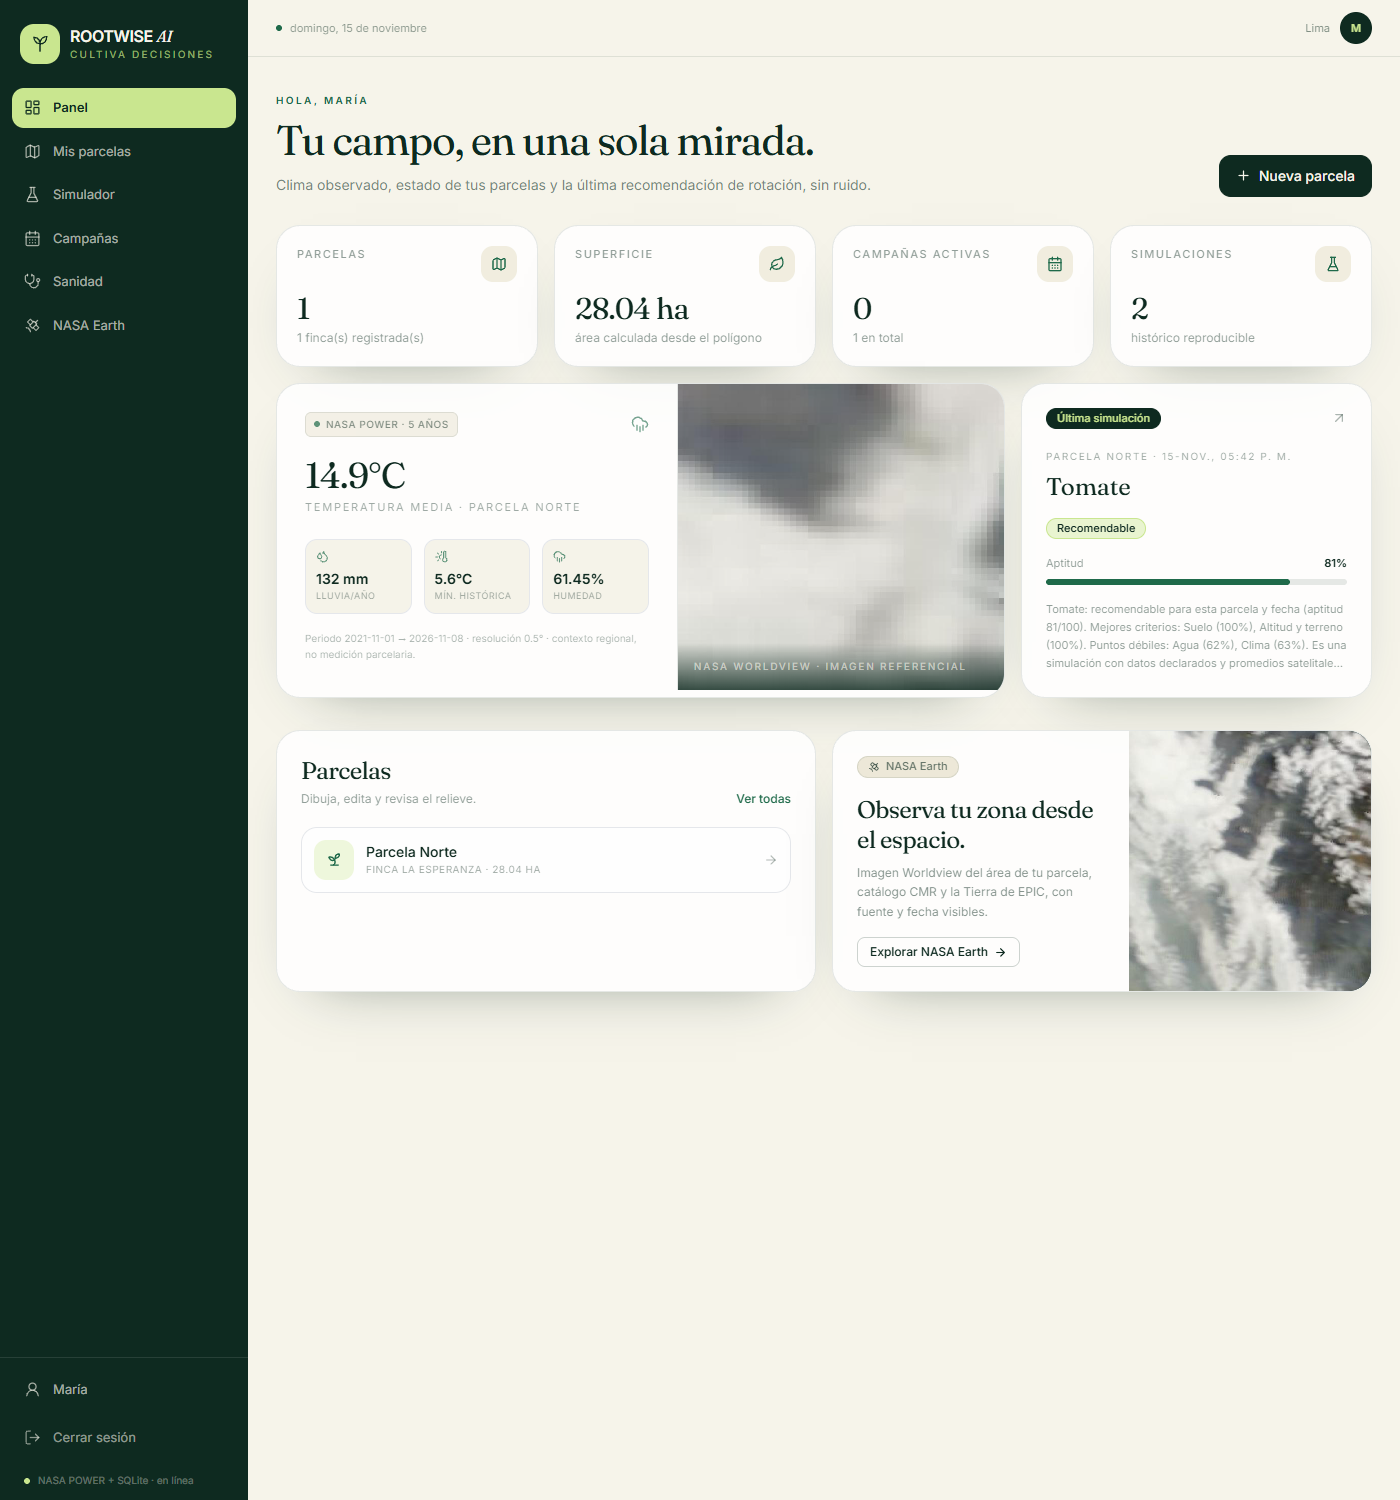 ROOTWISE AI
CULTIVA DECISIONES
Panel
Mis parcelas
Simulador
Campañas
Sanidad
NASA Earth
María
Cerrar sesión
NASA POWER + SQLite · en línea
domingo, 15 de noviembre
Lima
M
HOLA, MARÍA
Tu campo, en una sola mirada.
Clima observado, estado de tus parcelas y la última recomendación de rotación, sin ruido.
Nueva parcela
PARCELAS
1
1 finca(s) registrada(s)
SUPERFICIE
28.04 ha
área calculada desde el polígono
CAMPAÑAS ACTIVAS
0
1 en total
SIMULACIONES
2
histórico reproducible
NASA POWER · 5 AÑOS
14.9°C
TEMPERATURA MEDIA · PARCELA NORTE
132 mm
LLUVIA/AÑO
5.6°C
MÍN. HISTÓRICA
61.45%
HUMEDAD
Periodo 2021-11-01 → 2026-11-08 · resolución 0.5° · contexto regional,
no medición parcelaria.
NASA WORLDVIEW · IMAGEN REFERENCIAL
Última simulación
PARCELA NORTE · 15-NOV., 05:42 P. M.
Tomate
Recomendable
Aptitud
81%
Tomate: recomendable para esta parcela y fecha (aptitud
81/100). Mejores criterios: Suelo (100%), Altitud y terreno
(100%). Puntos débiles: Agua (62%), Clima (63%). Es una
simulación con datos declarados y promedios satelitale...
Parcelas
Dibuja, edita y revisa el relieve.
Ver todas
Parcela Norte
FINCA LA ESPERANZA · 28.04 HA
NASA Earth
Observa tu zona desde
el espacio.
Imagen Worldview del área de tu parcela,
catálogo CMR y la Tierra de EPIC, con
fuente y fecha visibles.
Explorar NASA Earth →